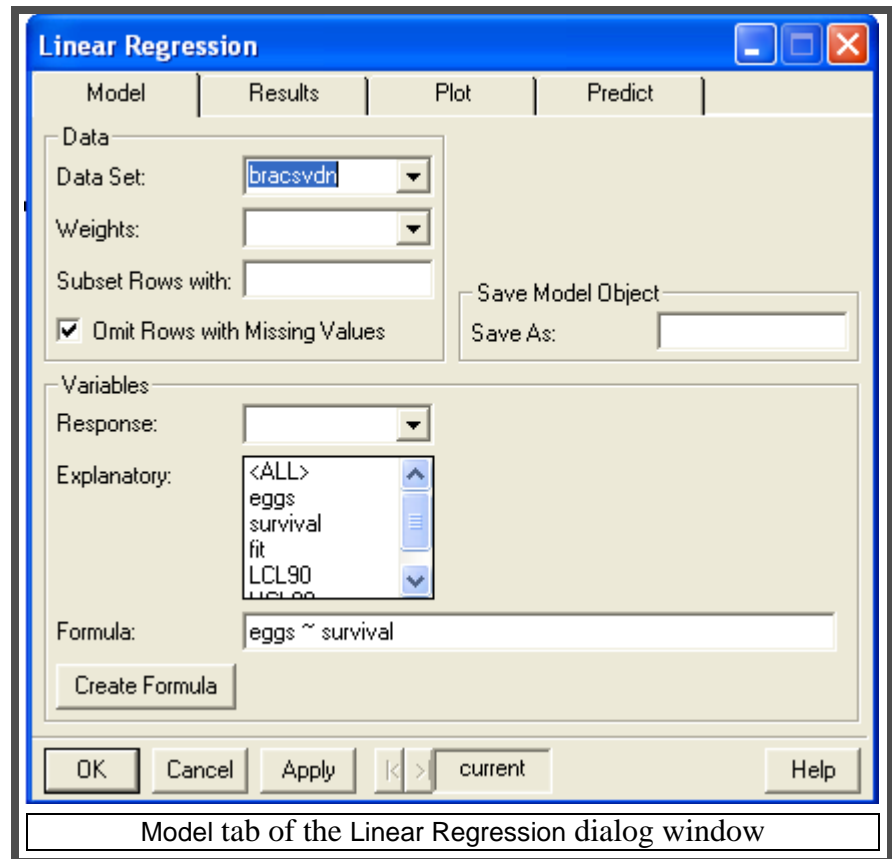 Linear Regression
Model Results Plot Predict
Data
Data Set: bracsvdn
Weights:
Subset Rows with:
Omit Rows with Missing Values
Save Model Object
Save As:
Variables
Response:
Explanatory:
<ALL>
eggs
survival
fit
LCL90
Formula: eggs ~ survival
Create Formula
OK Cancel Apply |< >| current Help
Model tab of the Linear Regression dialog window